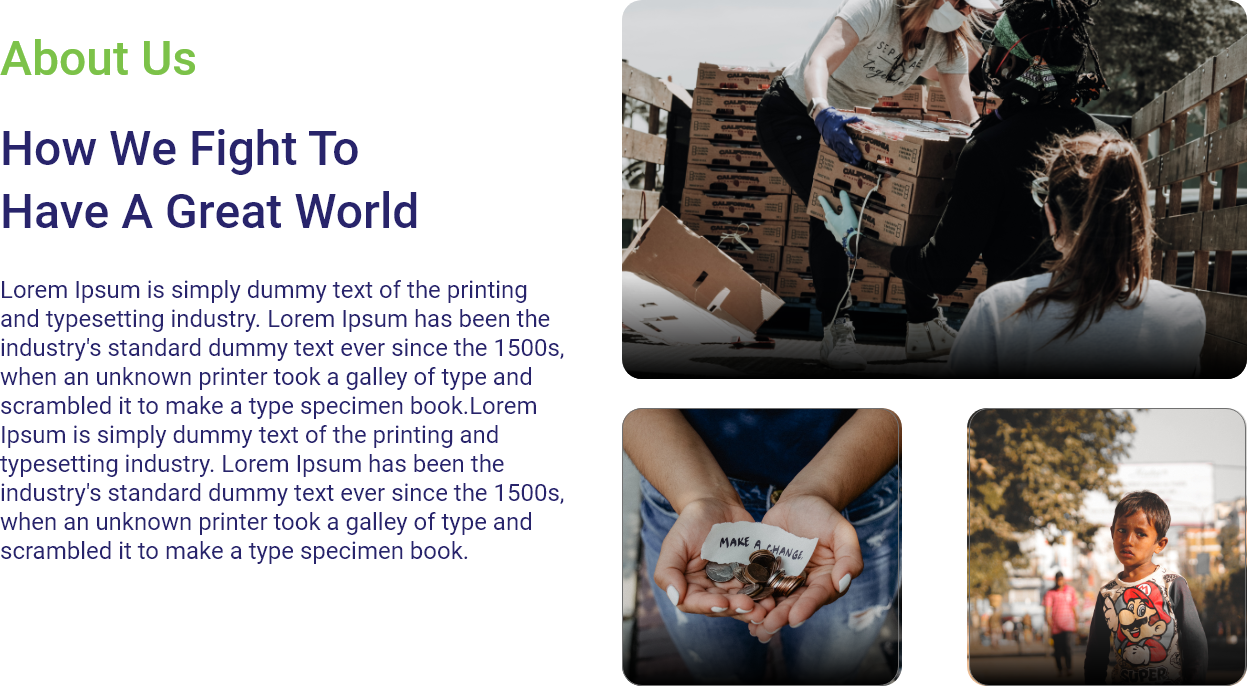 About Us
How We Fight To
Have A Great World
Lorem Ipsum is simply dummy text of the printing
and typesetting industry. Lorem Ipsum has been the
industry's standard dummy text ever since the 1500s,
when an unknown printer took a galley of type and
scrambled it to make a type specimen book.Lorem
Ipsum is simply dummy text of the printing and
typesetting industry. Lorem Ipsum has been the
industry's standard dummy text ever since the 1500s,
when an unknown printer took a galley of type and
scrambled it to make a type specimen book.
CALIFORNIA
MAKE A CHANGE
SUPER